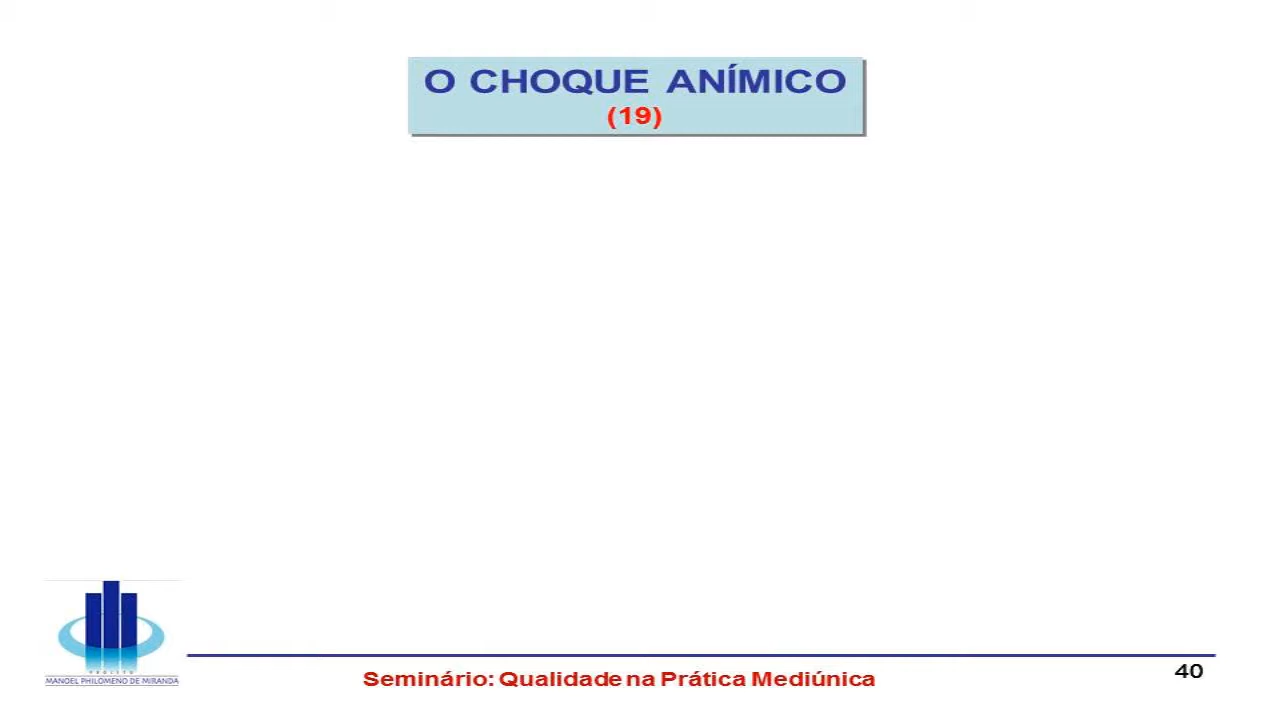 O CHOQUE ANÍMICO
(19)
PROJETO
MANOEL PHILOMENO DE MIRANDA
Seminário: Qualidade na Prática Mediúnica
40